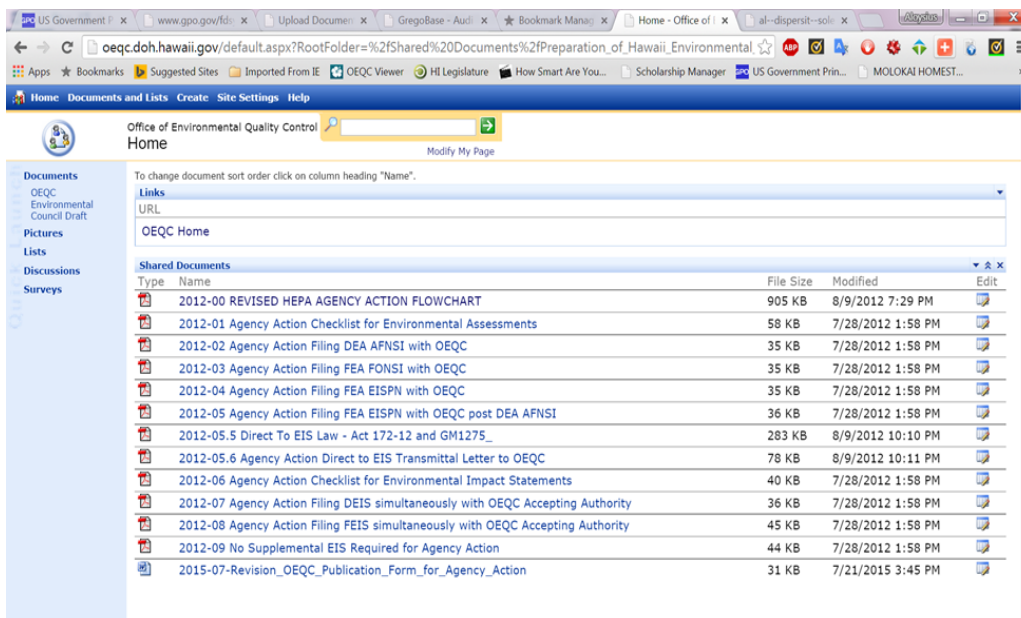 US Government P
www.gpo.gov/fds
Upload Documen
GregoBase - Audi
Bookmark Manag
Home - Office of
al--dispersit--sole
Aloysius
oeqc.doh.hawaii.gov/default.aspx?RootFolder=%2fShared%20Documents%2fPreparation_of_Hawaii_Environmental_
ABP
Apps Bookmarks Suggested Sites Imported From IE OEQC Viewer HI Legislature How Smart Are You... Scholarship Manager GPO US Government Prin... MOLOKAI HOMEST...
Home Documents and Lists Create Site Settings Help
Office of Environmental Quality Control
Home
Modify My Page
Quick Launch
Documents
OEQC
Environmental
Council Draft
Pictures
Lists
Discussions
Surveys
To change document sort order click on column heading "Name".
Links
URL
OEQC Home
Shared Documents
Type Name File Size Modified Edit
2012-00 REVISED HEPA AGENCY ACTION FLOWCHART 905 KB 8/9/2012 7:29 PM
2012-01 Agency Action Checklist for Environmental Assessments 58 KB 7/28/2012 1:58 PM
2012-02 Agency Action Filing DEA AFNSI with OEQC 35 KB 7/28/2012 1:58 PM
2012-03 Agency Action Filing FEA FONSI with OEQC 35 KB 7/28/2012 1:58 PM
2012-04 Agency Action Filing FEA EISPN with OEQC 35 KB 7/28/2012 1:58 PM
2012-05 Agency Action Filing FEA EISPN with OEQC post DEA AFNSI 36 KB 7/28/2012 1:58 PM
2012-05.5 Direct To EIS Law - Act 172-12 and GM1275_ 283 KB 8/9/2012 10:10 PM
2012-05.6 Agency Action Direct to EIS Transmittal Letter to OEQC 78 KB 8/9/2012 10:11 PM
2012-06 Agency Action Checklist for Environmental Impact Statements 40 KB 7/28/2012 1:58 PM
2012-07 Agency Action Filing DEIS simultaneously with OEQC Accepting Authority 36 KB 7/28/2012 1:58 PM
2012-08 Agency Action Filing FEIS simultaneously with OEQC Accepting Authority 45 KB 7/28/2012 1:58 PM
2012-09 No Supplemental EIS Required for Agency Action 44 KB 7/28/2012 1:58 PM
2015-07-Revision_OEQC_Publication_Form_for_Agency_Action 31 KB 7/21/2015 3:45 PM